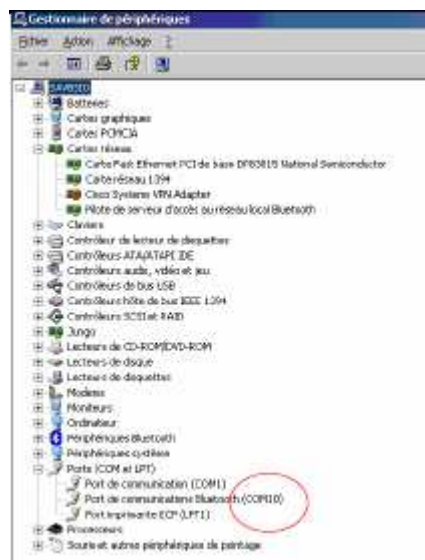 Gestionnaire de périphériques
Fichier Action Affichage ?
Batteries
Cartes graphiques
Cartes PCMCIA
Cartes réseau
Carte Fast Ethernet PCI de base DP83815 National Semiconductor
Carte réseau 1394
Cisco Systems VPN Adapter
Pilote de serveur d'accès au réseau local Bluetooth
Claviers
Contrôleur de lecteur de disquettes
Contrôleurs ATA/ATAPI IDE
Contrôleurs audio, vidéo et jeu
Contrôleurs de bus USB
Contrôleurs hôte de bus IEEE 1394
Contrôleurs SCSI et RAID
Jungo
Lecteurs de CD-ROM/DVD-ROM
Lecteurs de disque
Lecteurs de disquettes
Modems
Moniteurs
Ordinateur
Périphériques Bluetooth
Périphériques système
Ports (COM et LPT)
Port de communication (COM1)
Port de communications Bluetooth (COM10)
Port imprimante ECP (LPT1)
Processeurs
Souris et autres périphériques de pointage